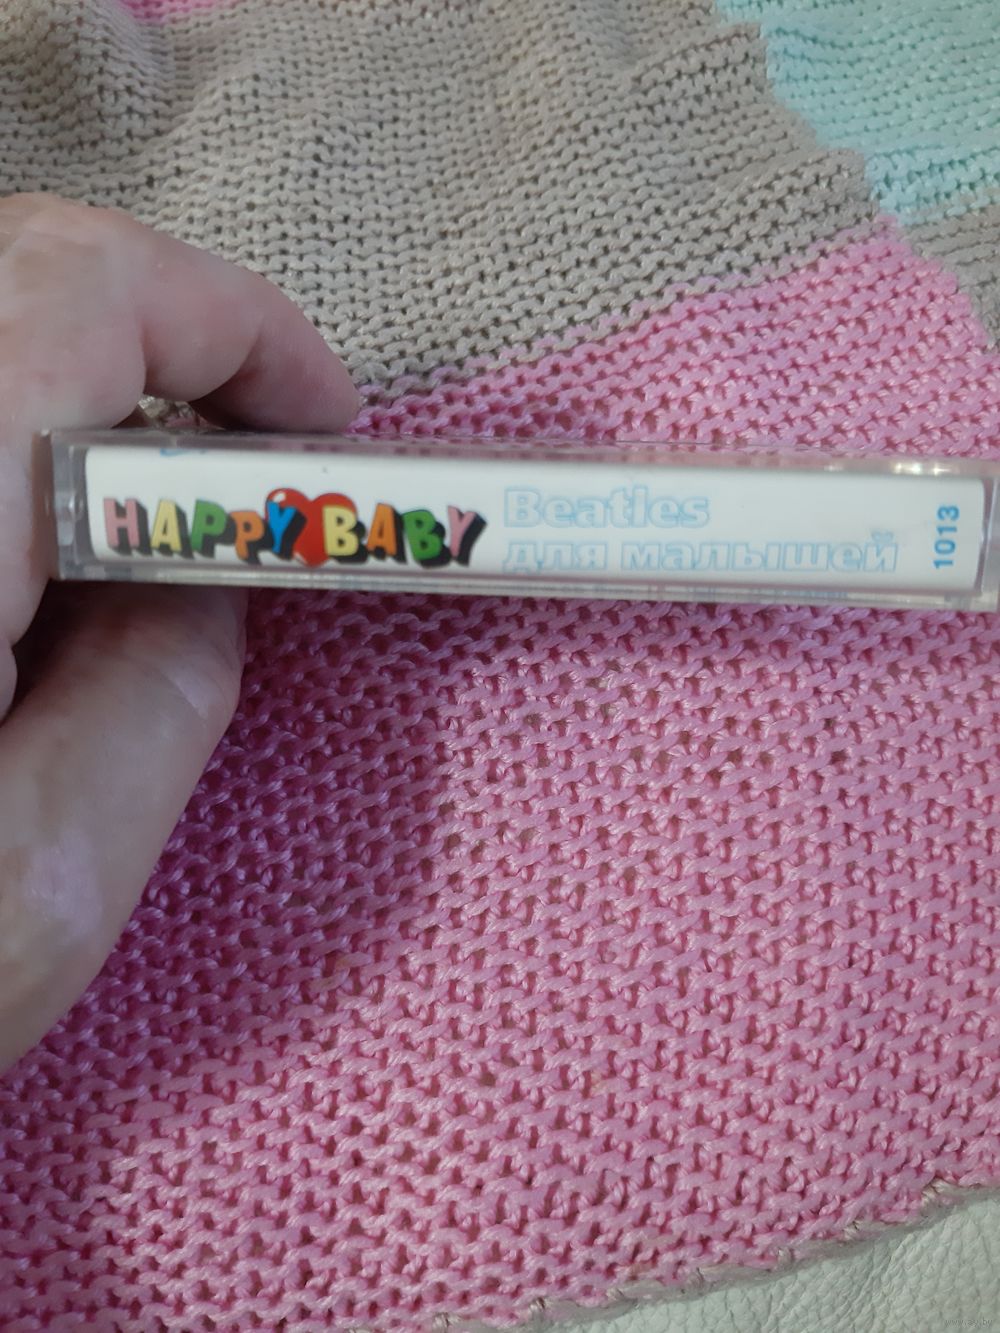 HAPPY BABY
Beatles
для малышей
1013